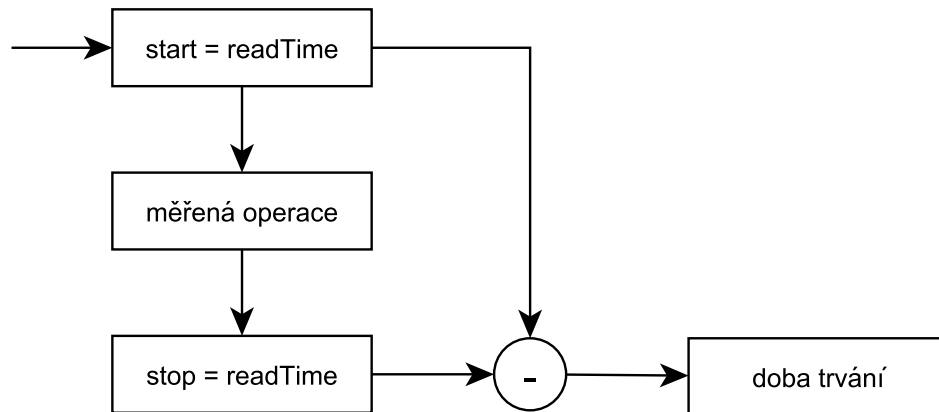 start = readTime
měřená operace
stop = readTime
-
doba trvání